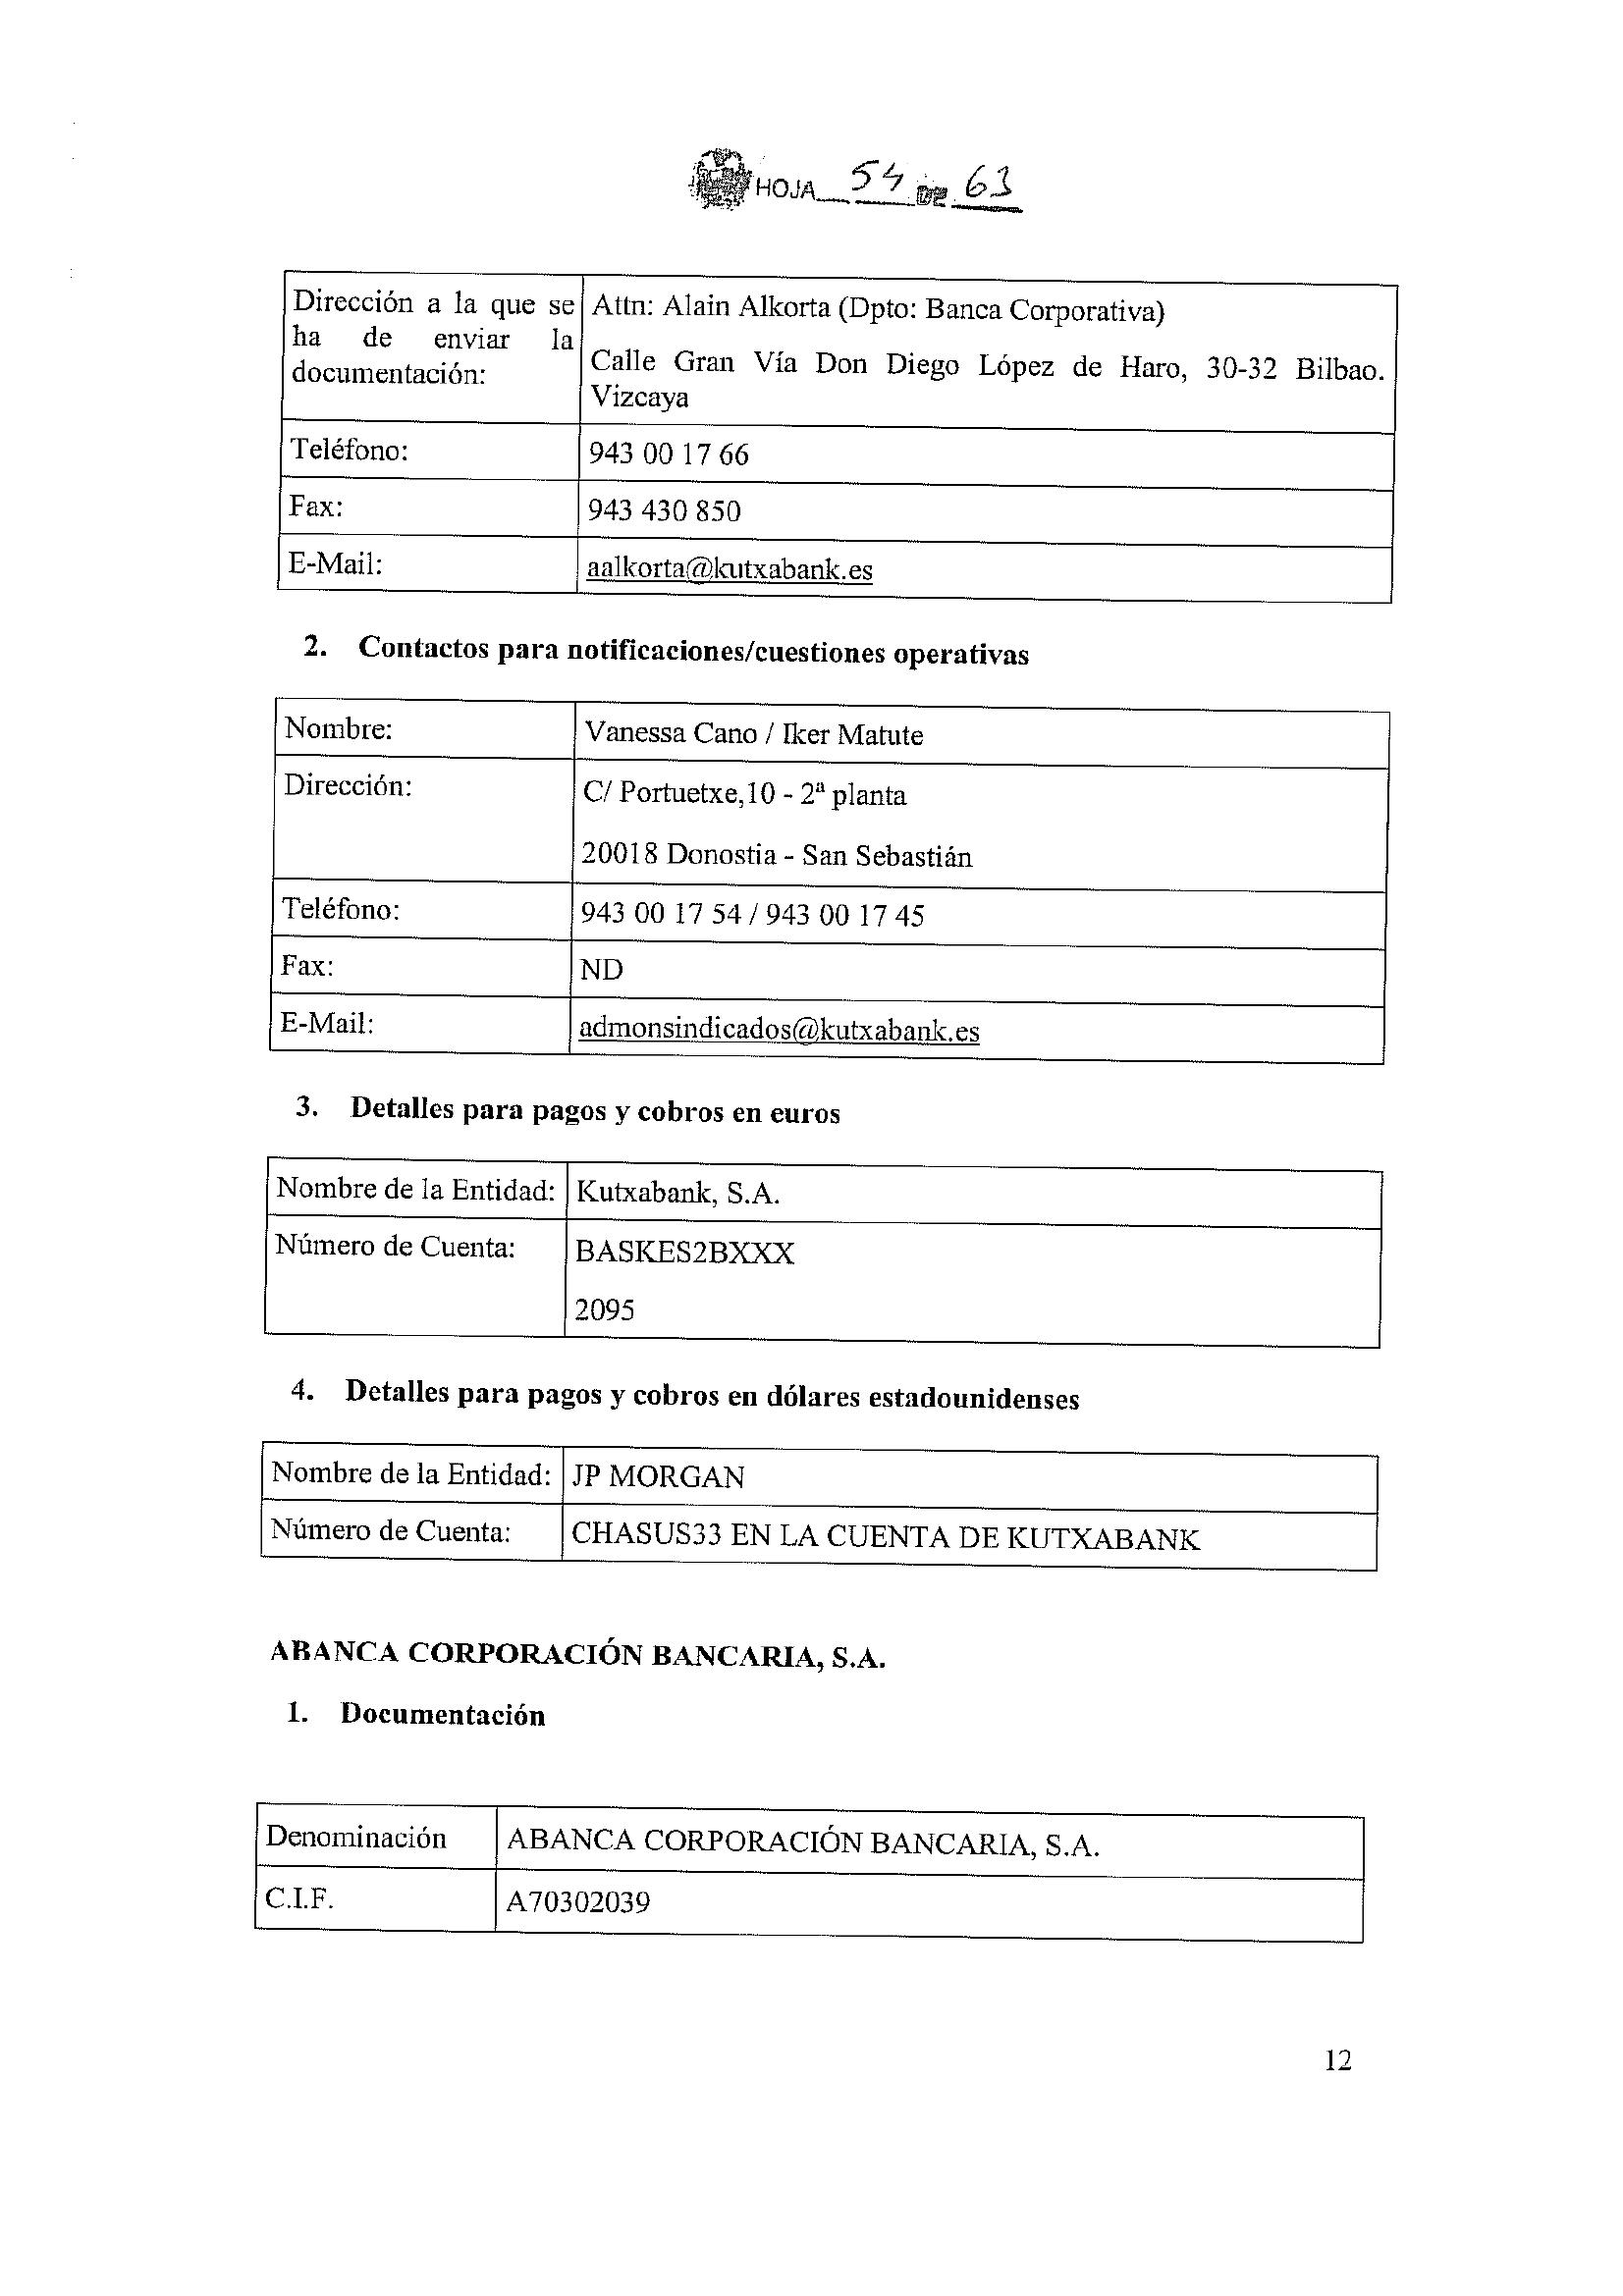 HOJA 54 DE 63
Dirección a la que se
ha de enviar la
documentación:
Attn: Alain Alkorta (Dpto: Banca Corporativa)
Calle Gran Vía Don Diego López de Haro, 30-32 Bilbao.
Vizcaya
Teléfono: 943 00 17 66
Fax: 943 430 850
E-Mail: aalkorta@kutxabank.es
2. Contactos para notificaciones/cuestiones operativas
Nombre: Vanessa Cano / Iker Matute
Dirección: C/ Portuetxe,10 - 2ª planta
20018 Donostia - San Sebastián
Teléfono: 943 00 17 54 / 943 00 17 45
Fax: ND
E-Mail: admonsindicados@kutxabank.es
3. Detalles para pagos y cobros en euros
Nombre de la Entidad: Kutxabank, S.A.
Número de Cuenta: BASKES2BXXX
2095
4. Detalles para pagos y cobros en dólares estadounidenses
Nombre de la Entidad: JP MORGAN
Número de Cuenta: CHASUS33 EN LA CUENTA DE KUTXABANK
ABANCA CORPORACIÓN BANCARIA, S.A.
1. Documentación
Denominación ABANCA CORPORACIÓN BANCARIA, S.A.
C.I.F. A70302039
12